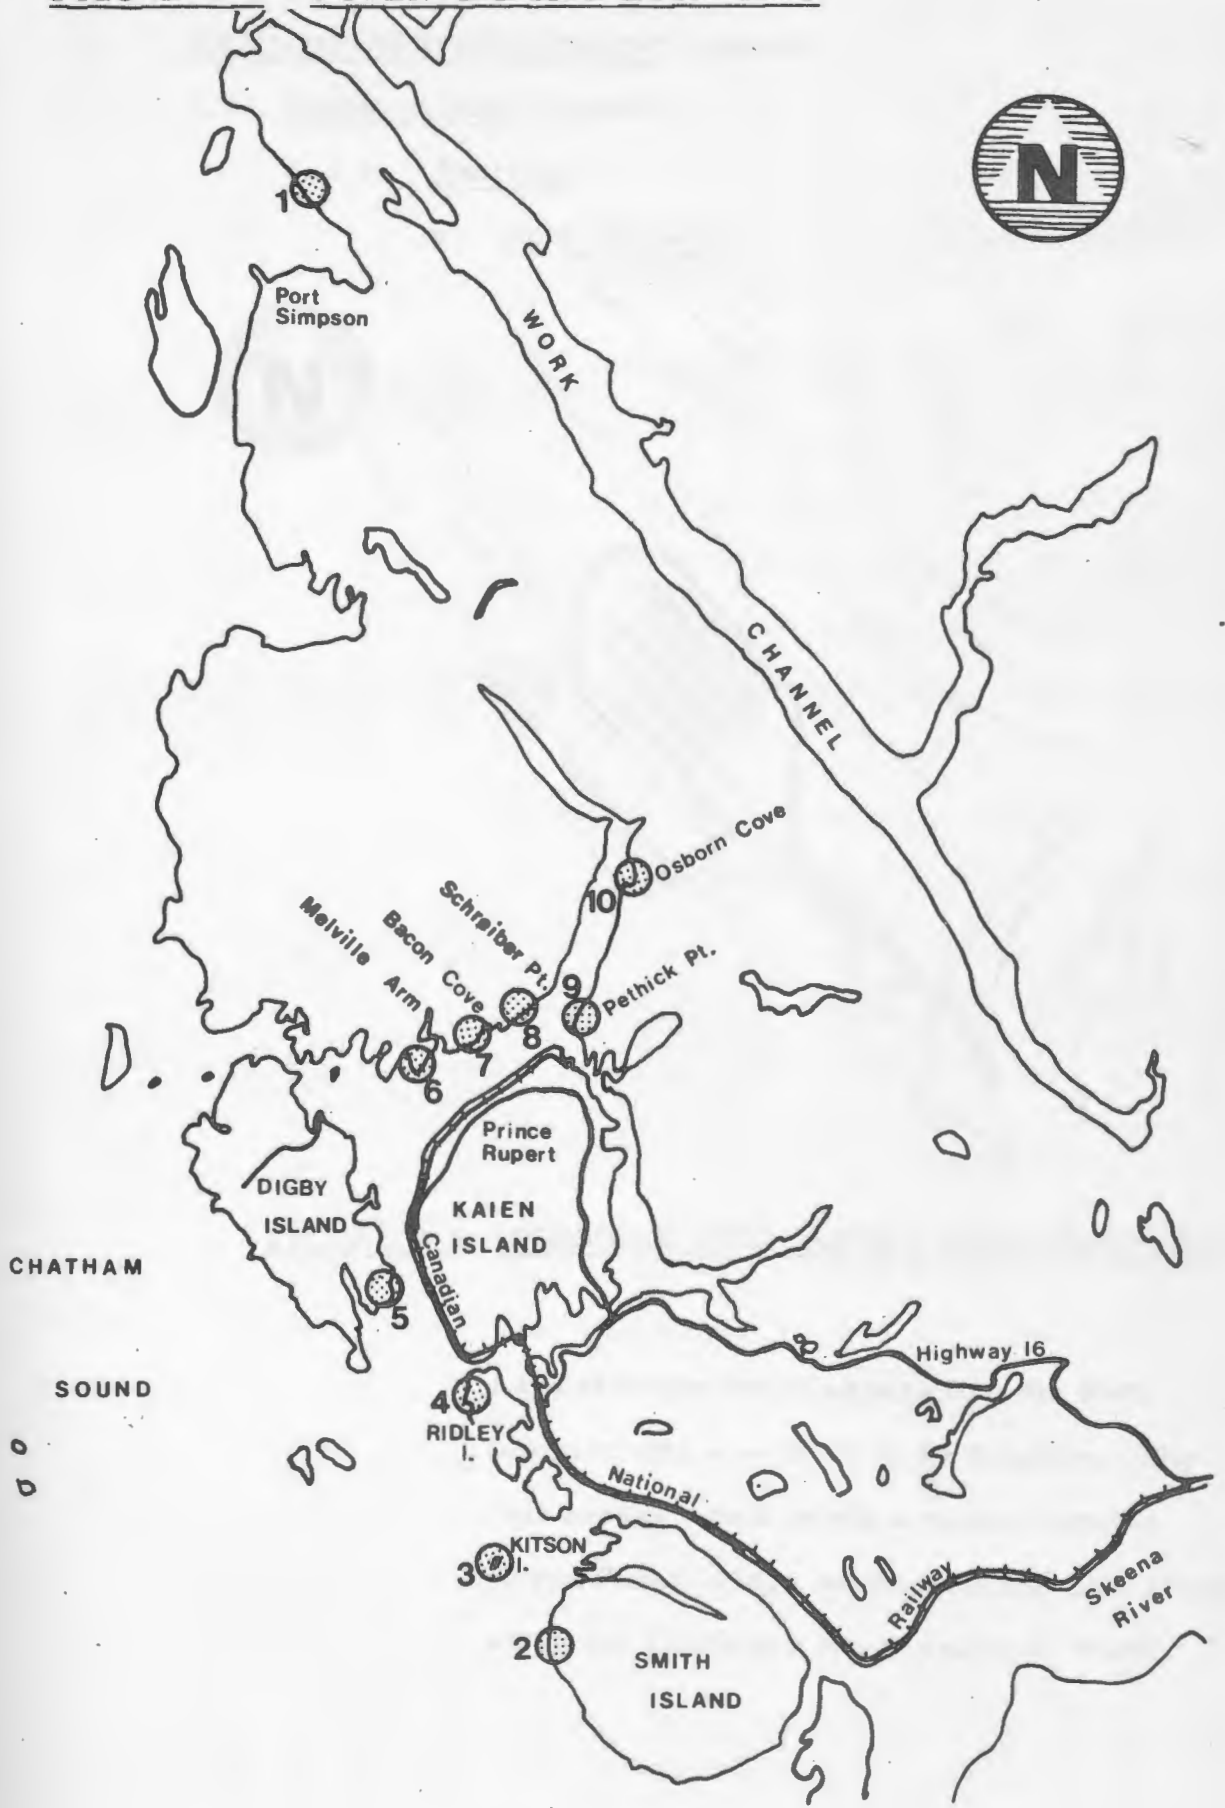 N
1
Port
Simpson
WORK
CHANNEL
Osborn Cove
10
Schreiber Pt.
Bacon Cove
Melville Arm
9
Pethick Pt.
8
7
6
Prince
Rupert
DIGBY
ISLAND
KAIEN
ISLAND
CHATHAM
Canadian
5
Highway 16
SOUND
4
RIDLEY
I.
National
KITSON
I.
3
Railway
Skeena
River
2
SMITH
ISLAND